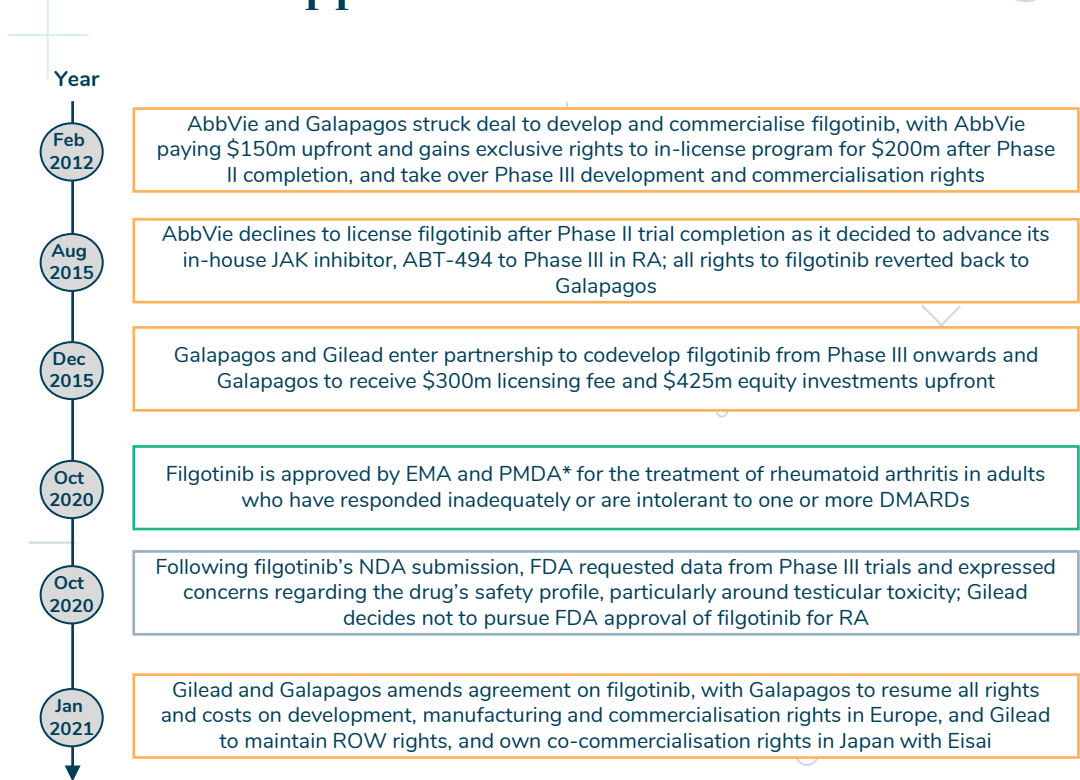 Year
Feb
2012
AbbVie and Galapagos struck deal to develop and commercialise filgotinib, with AbbVie
paying $150m upfront and gains exclusive rights to in-license program for $200m after Phase
II completion, and take over Phase III development and commercialisation rights
Aug
2015
AbbVie declines to license filgotinib after Phase II trial completion as it decided to advance its
in-house JAK inhibitor, ABT-494 to Phase III in RA; all rights to filgotinib reverted back to
Galapagos
Dec
2015
Galapagos and Gilead enter partnership to codevelop filgotinib from Phase III onwards and
Galapagos to receive $300m licensing fee and $425m equity investments upfront
Oct
2020
Filgotinib is approved by EMA and PMDA* for the treatment of rheumatoid arthritis in adults
who have responded inadequately or are intolerant to one or more DMARDs
Oct
2020
Following filgotinib’s NDA submission, FDA requested data from Phase III trials and expressed
concerns regarding the drug’s safety profile, particularly around testicular toxicity; Gilead
decides not to pursue FDA approval of filgotinib for RA
Jan
2021
Gilead and Galapagos amends agreement on filgotinib, with Galapagos to resume all rights
and costs on development, manufacturing and commercialisation rights in Europe, and Gilead
to maintain ROW rights, and own co-commercialisation rights in Japan with Eisai